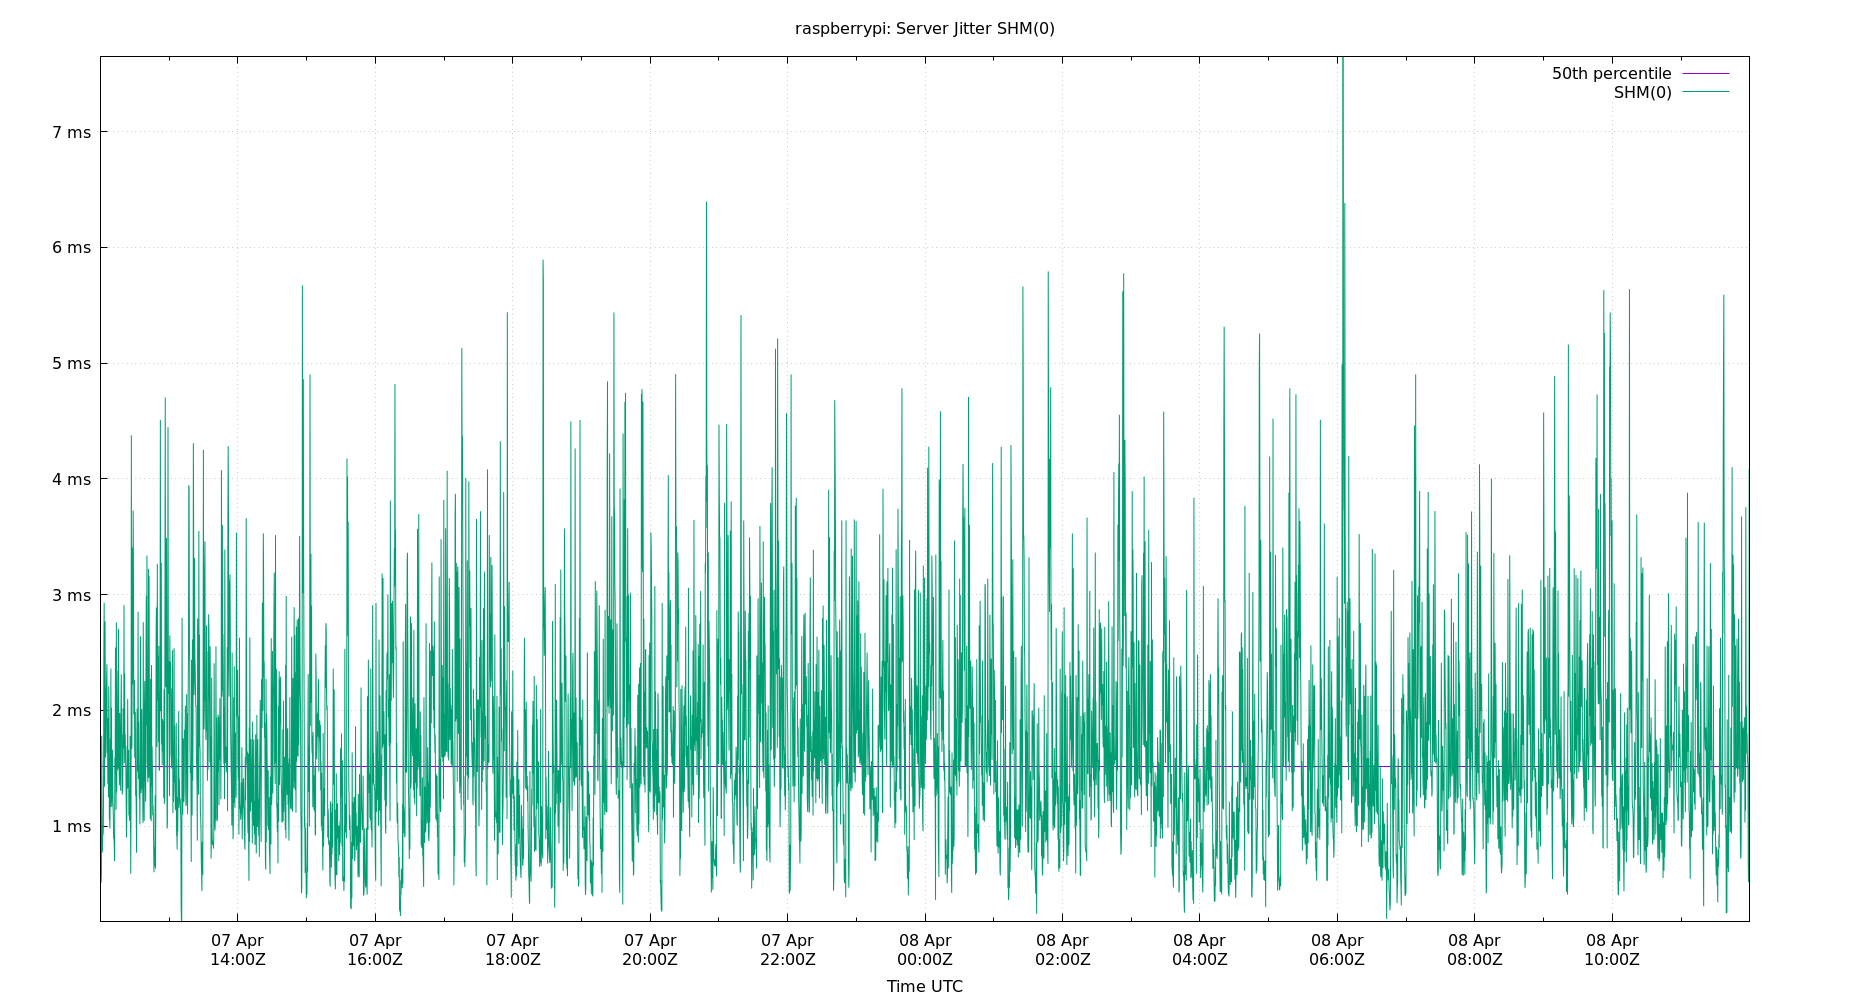 raspberrypi: Server Jitter SHM(0)
50th percentile
SHM(0)
7 ms
6 ms
5 ms
4 ms
3 ms
2 ms
1 ms
07 Apr 07 Apr 07 Apr 07 Apr 07 Apr 08 Apr 08 Apr 08 Apr 08 Apr 08 Apr 08 Apr
14:00Z 16:00Z 18:00Z 20:00Z 22:00Z 00:00Z 02:00Z 04:00Z 06:00Z 08:00Z 10:00Z
Time UTC